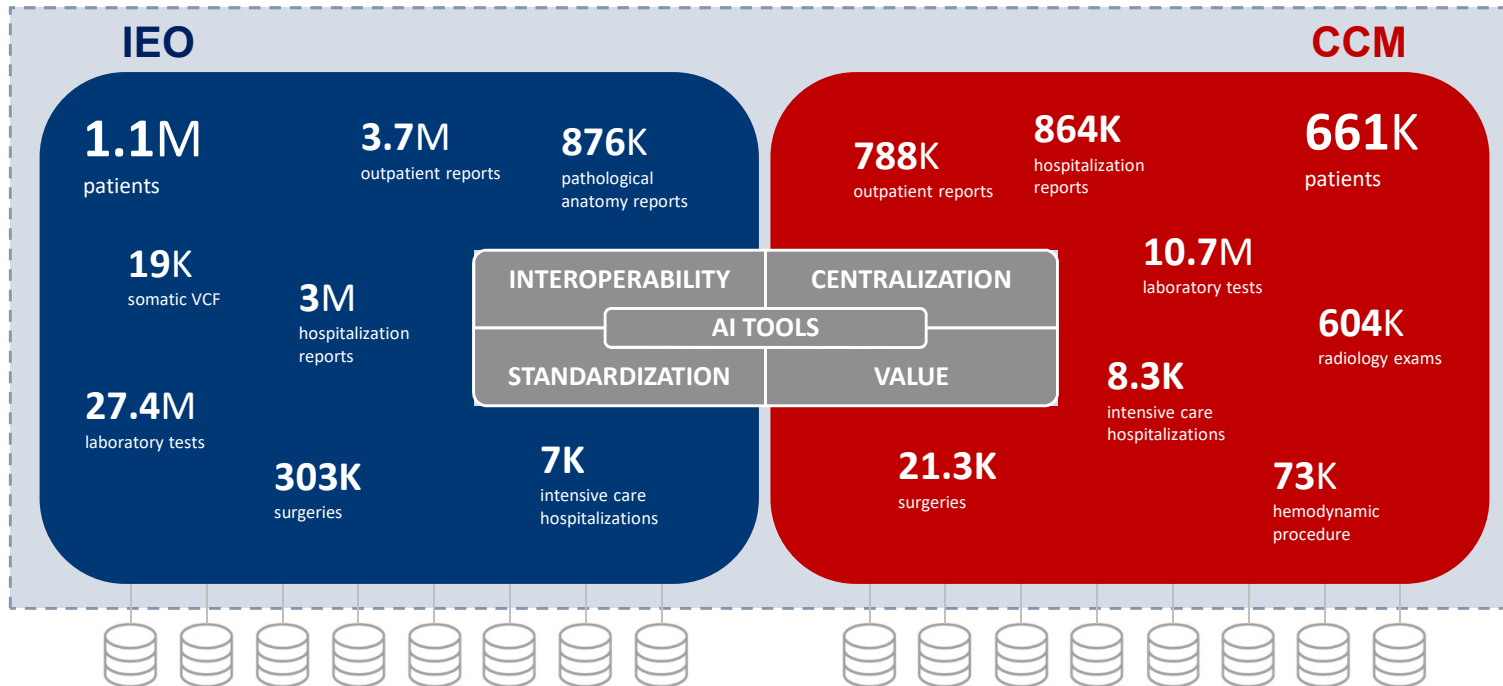 IEO
CCM
1.1M
patients
3.7M
outpatient reports
876K
pathological
anatomy reports
19K
somatic VCF
3M
hospitalization
reports
27.4M
laboratory tests
303K
surgeries
7K
intensive care
hospitalizations
INTEROPERABILITY
CENTRALIZATION
AI TOOLS
STANDARDIZATION
VALUE
788K
outpatient reports
864K
hospitalization
reports
661K
patients
10.7M
laboratory tests
604K
radiology exams
8.3K
intensive care
hospitalizations
21.3K
surgeries
73K
hemodynamic
procedure